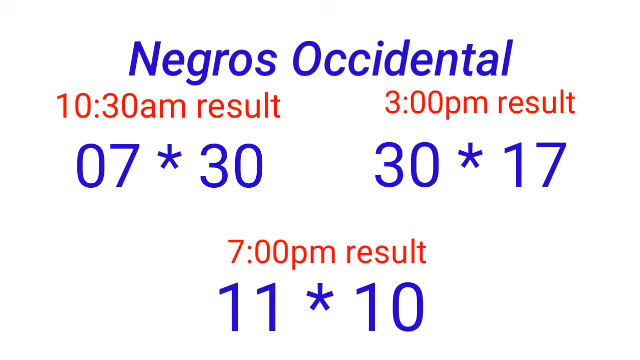 Negros Occidental
10:30am result
07 * 30
3:00pm result
30 * 17
7:00pm result
11 * 10